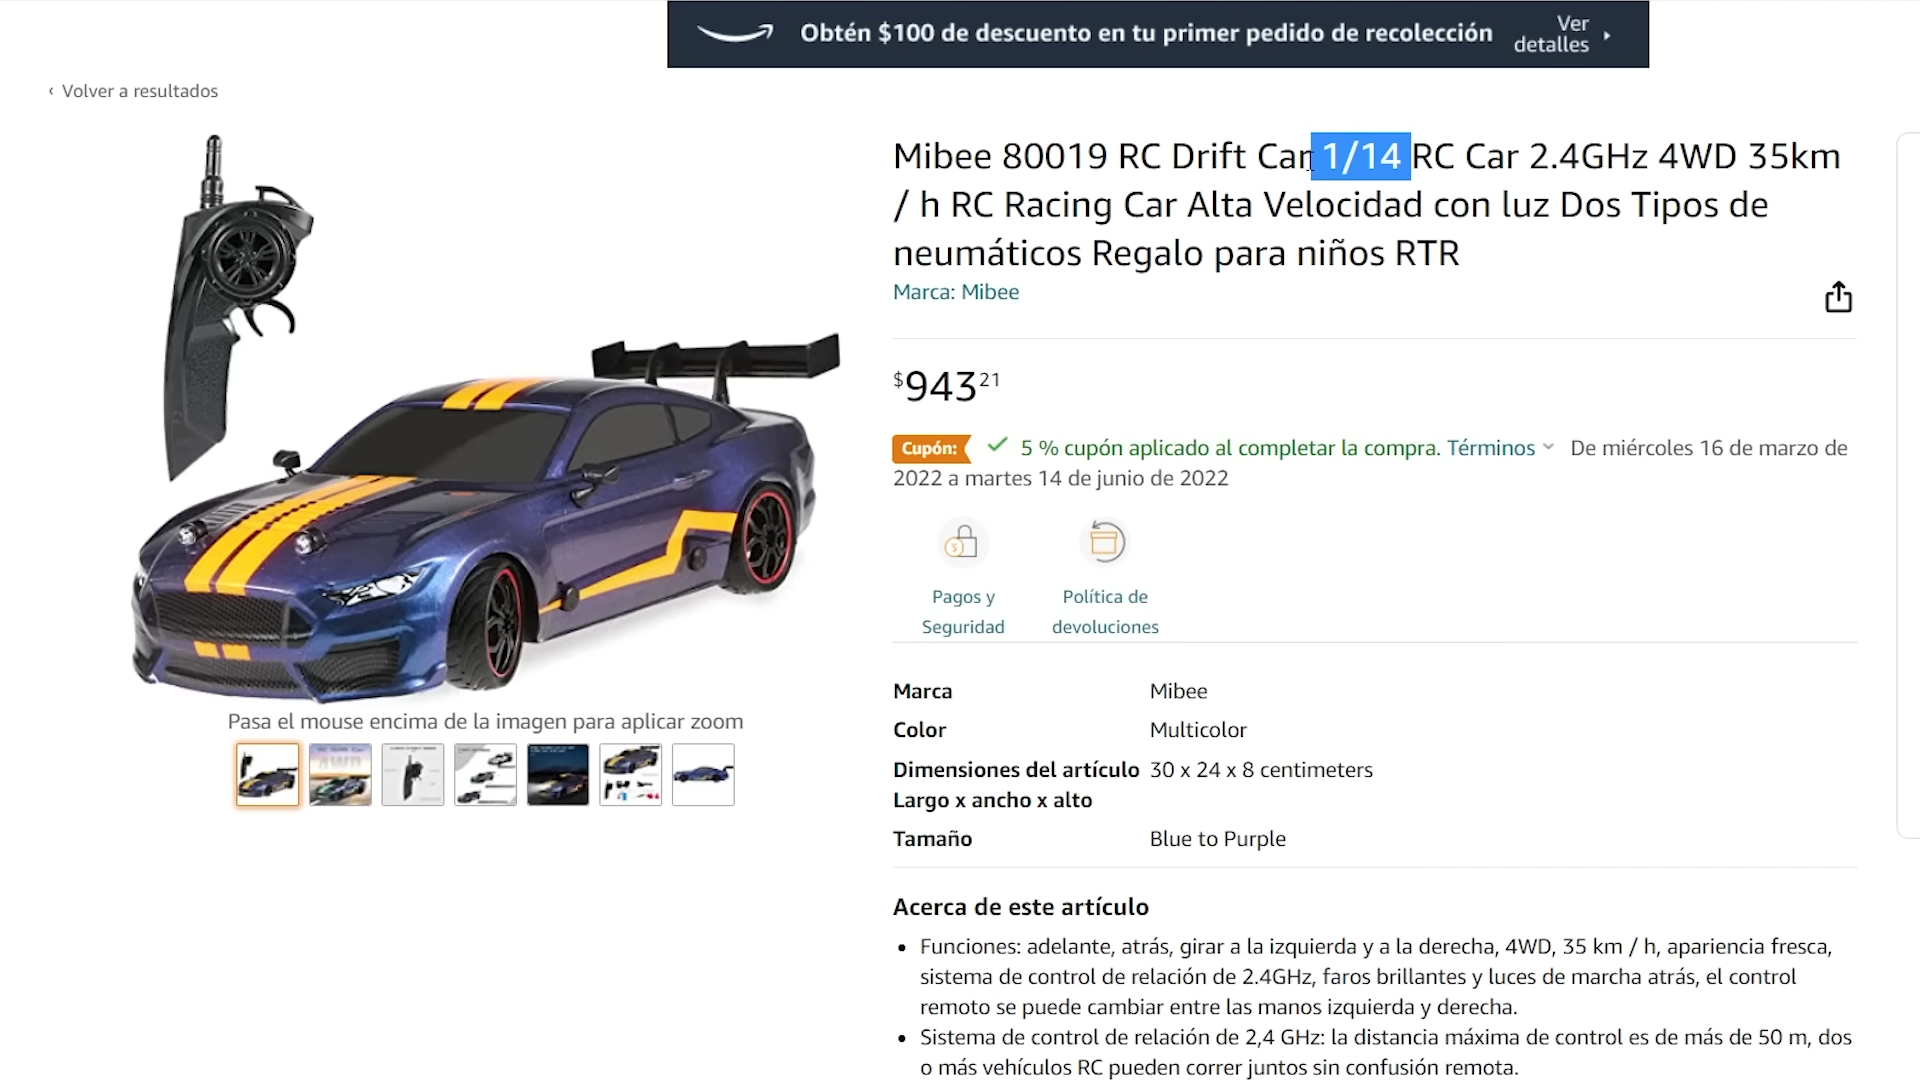 Obtén $100 de descuento en tu primer pedido de recolección
Ver
detalles
‹ Volver a resultados
Mibee 80019 RC Drift Car 1/14 RC Car 2.4GHz 4WD 35km
/ h RC Racing Car Alta Velocidad con luz Dos Tipos de
neumáticos Regalo para niños RTR
Marca: Mibee
$943 21
Cupón: 5 % cupón aplicado al completar la compra. Términos De miércoles 16 de marzo de
2022 a martes 14 de junio de 2022
Pagos y
Seguridad
Política de
devoluciones
Pasa el mouse encima de la imagen para aplicar zoom
Marca Mibee
Color Multicolor
Dimensiones del artículo 30 x 24 x 8 centimeters
Largo x ancho x alto
Tamaño Blue to Purple
Acerca de este artículo
• Funciones: adelante, atrás, girar a la izquierda y a la derecha, 4WD, 35 km / h, apariencia fresca,
sistema de control de relación de 2.4GHz, faros brillantes y luces de marcha atrás, el control
remoto se puede cambiar entre las manos izquierda y derecha.
• Sistema de control de relación de 2,4 GHz: la distancia máxima de control es de más de 50 m, dos
o más vehículos RC pueden correr juntos sin confusión remota.